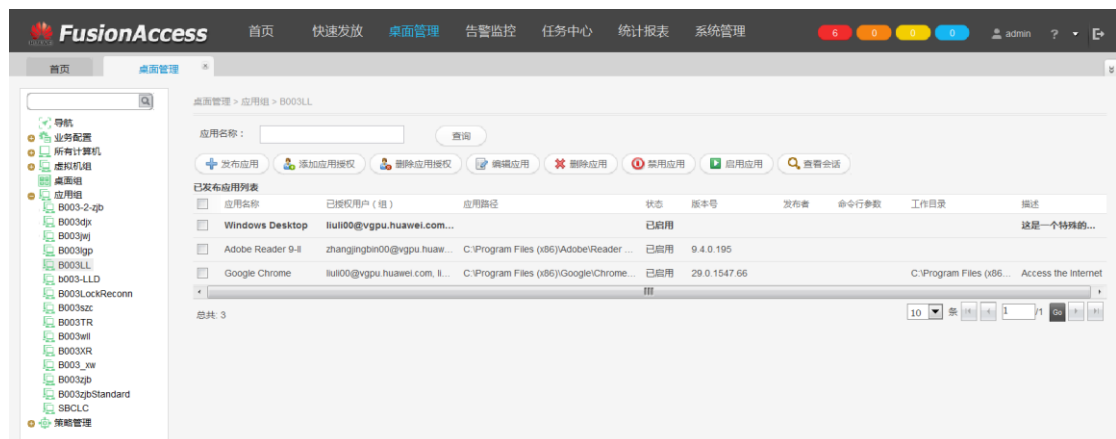 FusionAccess 首页 快速发放 桌面管理 告警监控 任务中心 统计报表 系统管理 6 0 0 0 admin ?
首页 桌面管理
桌面管理 > 应用组 > B003LL
导航
业务配置
所有计算机
虚拟机组
桌面组
应用组
B003-2-zjb
B003djx
B003jwj
B003lgp
B003LL
b003-LLD
B003LockReconn
B003szc
B003TR
B003wll
B003XR
B003_xw
B003zjb
B003zjbStandard
SBCLC
策略管理
应用名称： 查询
发布应用 添加应用授权 删除应用授权 编辑应用 删除应用 禁用应用 启用应用 查看会话
已发布应用列表
应用名称 已授权用户（组） 应用路径 状态 版本号 发布者 命令行参数 工作目录 描述
Windows Desktop liuli00@vgpu.huawei.com... 已启用 这是一个特殊的...
Adobe Reader 9-ll zhangjingbin00@vgpu.huaw... C:\Program Files (x86)\Adobe\Reader ... 已启用 9.4.0.195
Google Chrome liuli00@vgpu.huawei.com, li... C:\Program Files (x86)\Google\Chrome... 已启用 29.0.1547.66 C:\Program Files (x86... Access the Internet
总共: 3 10 条 1 /1 Go